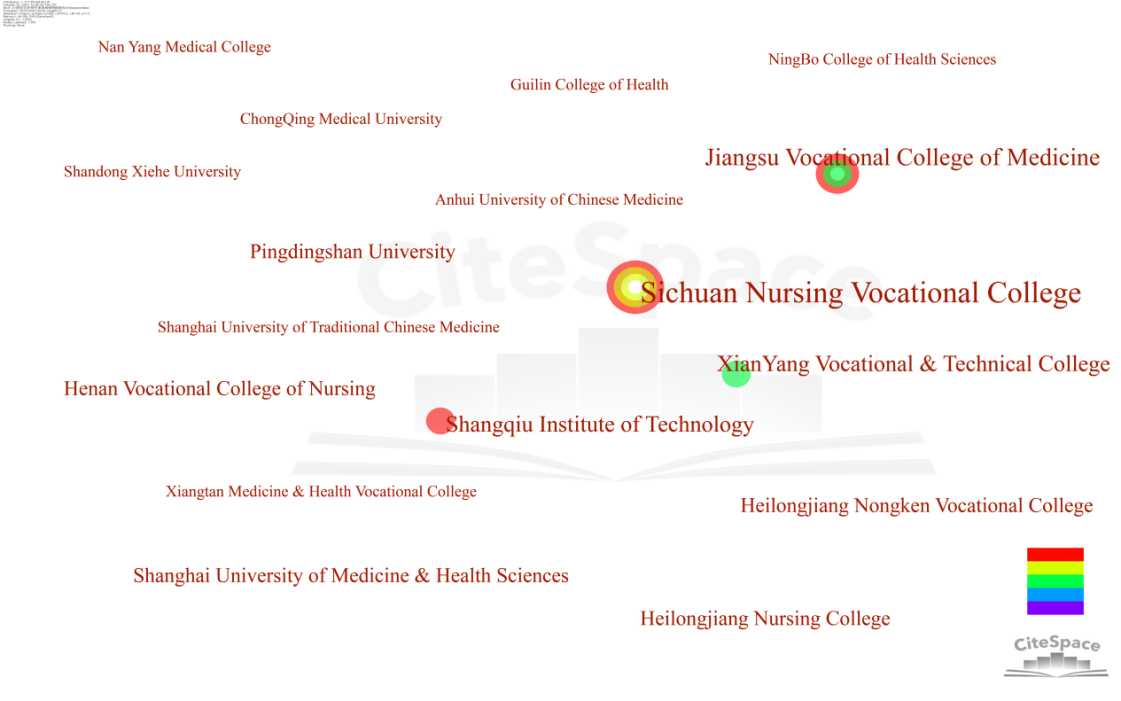 Nan Yang Medical College
NingBo College of Health Sciences
Guilin College of Health
ChongQing Medical University
Jiangsu Vocational College of Medicine
Shandong Xiehe University
Anhui University of Chinese Medicine
Pingdingshan University
CiteSpace
Sichuan Nursing Vocational College
Shanghai University of Traditional Chinese Medicine
XianYang Vocational & Technical College
Henan Vocational College of Nursing
Shangqiu Institute of Technology
Xiangtan Medicine & Health Vocational College
Heilongjiang Nongken Vocational College
Shanghai University of Medicine & Health Sciences
Heilongjiang Nursing College
CiteSpace